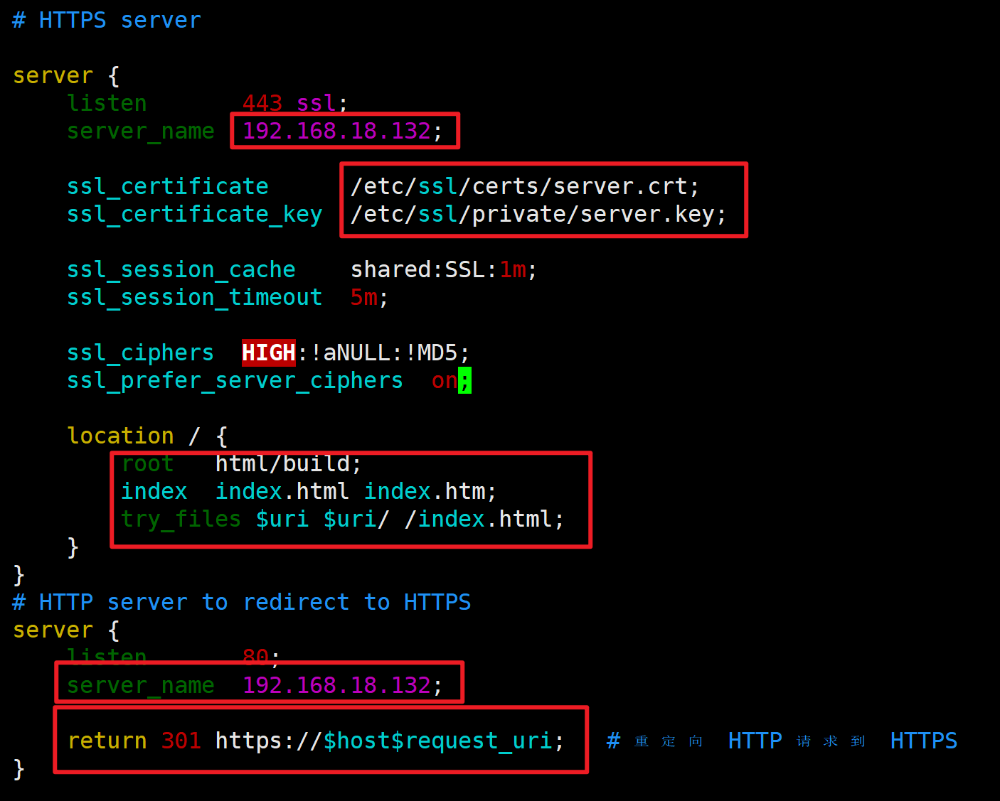 # HTTPS server
server {
listen 443 ssl;
server_name 192.168.18.132;
ssl_certificate /etc/ssl/certs/server.crt;
ssl_certificate_key /etc/ssl/private/server.key;
ssl_session_cache shared:SSL:1m;
ssl_session_timeout 5m;
ssl_ciphers HIGH:!aNULL:!MD5;
ssl_prefer_server_ciphers on;
location / {
root html/build;
index index.html index.htm;
try_files $uri $uri/ /index.html;
}
}
# HTTP server to redirect to HTTPS
server {
listen 80;
server_name 192.168.18.132;
return 301 https://$host$request_uri; # 重定向 HTTP 请求到 HTTPS
}